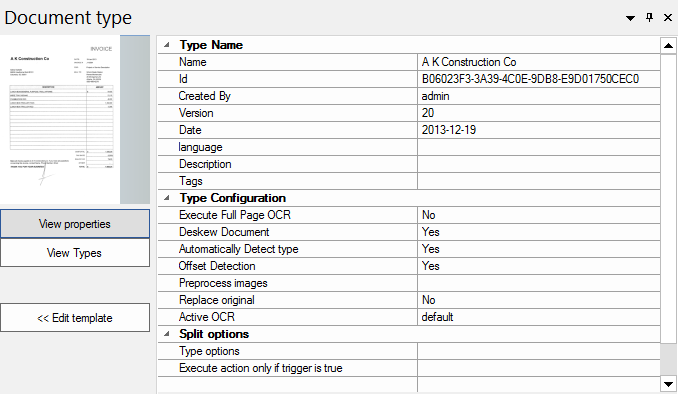 Document type
INVOICE
A K Construction Co
View properties
View Types
<< Edit template
Type Name
Name A K Construction Co
Id B06023F3-3A39-4C0E-9DB8-E9D01750CEC0
Created By admin
Version 20
Date 2013-12-19
language
Description
Tags
Type Configuration
Execute Full Page OCR No
Deskew Document Yes
Automatically Detect type Yes
Offset Detection Yes
Preprocess images
Replace original No
Active OCR default
Split options
Type options
Execute action only if trigger is true